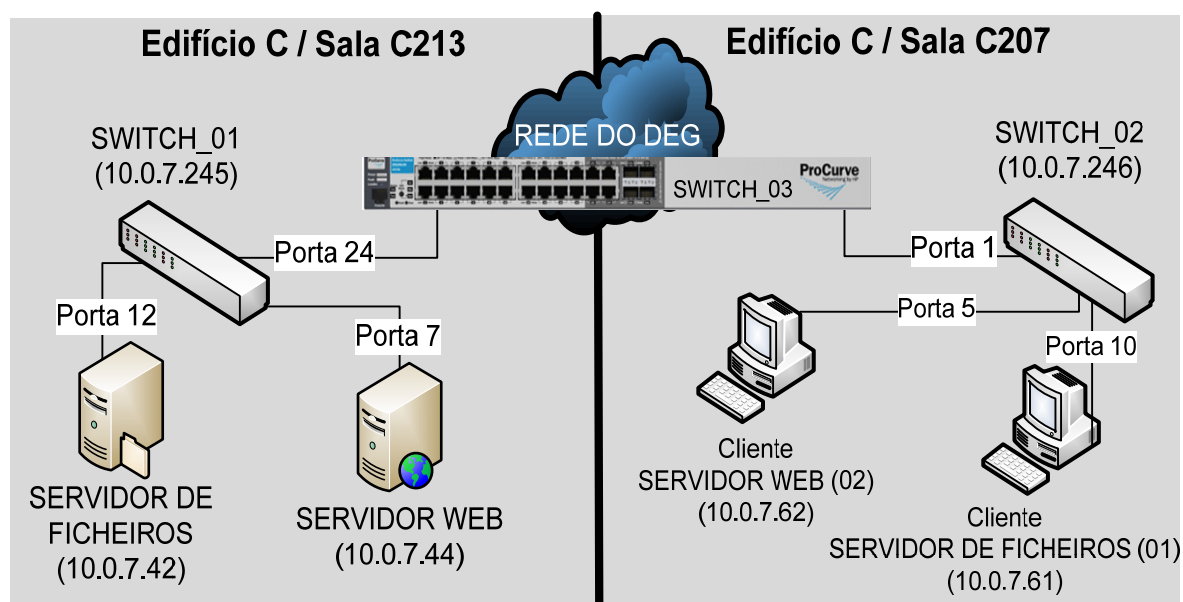 Edifício C / Sala C213
Edifício C / Sala C207
REDE DO DEG
SWITCH_01
(10.0.7.245)
SWITCH_02
(10.0.7.246)
ProCurve
Networking by HP
SWITCH_03
Porta 24
Porta 1
Porta 12
Porta 7
Porta 5
Porta 10
SERVIDOR DE
FICHEIROS
(10.0.7.42)
SERVIDOR WEB
(10.0.7.44)
Cliente
SERVIDOR WEB (02)
(10.0.7.62)
Cliente
SERVIDOR DE FICHEIROS (01)
(10.0.7.61)